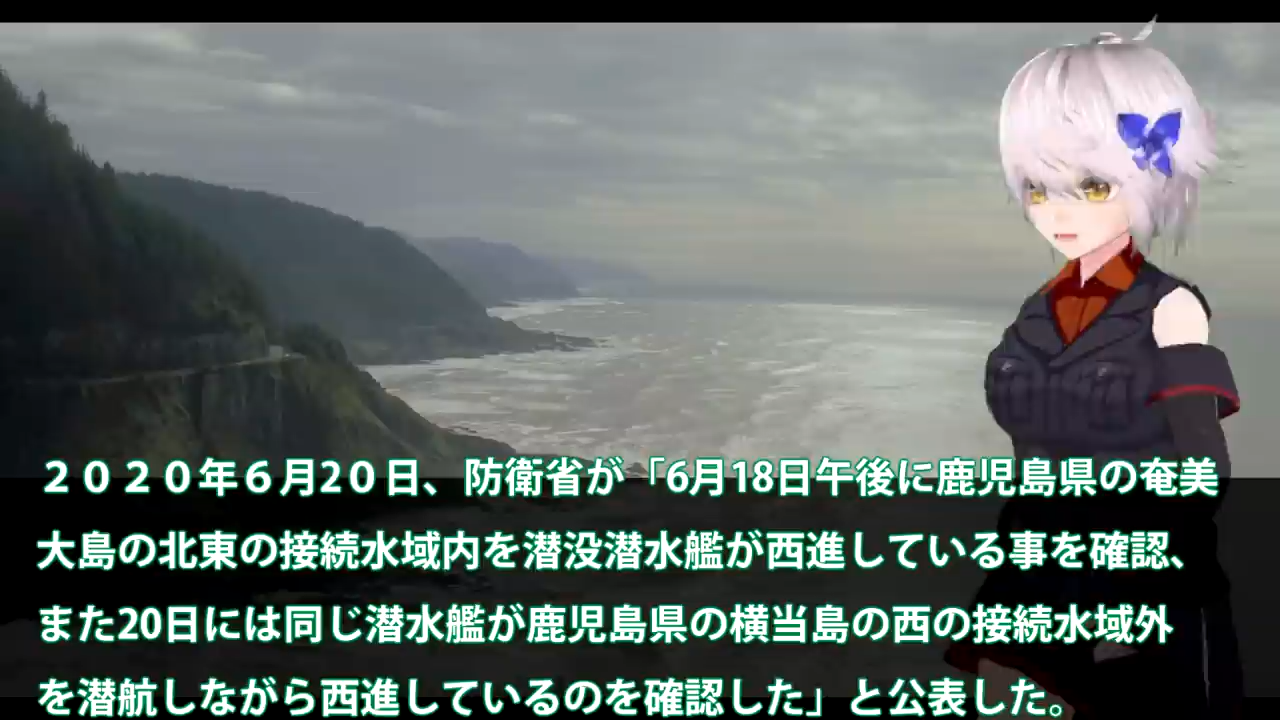 ２０２０年６月2０日、防衛省が「6月18日午後に鹿児島県の奄美
大島の北東の接続水域内を潜没潜水艦が西進している事を確認、
また20日には同じ潜水艦が鹿児島県の横当島の西の接続水域外
を潜航しながら西進しているのを確認した」と公表した。